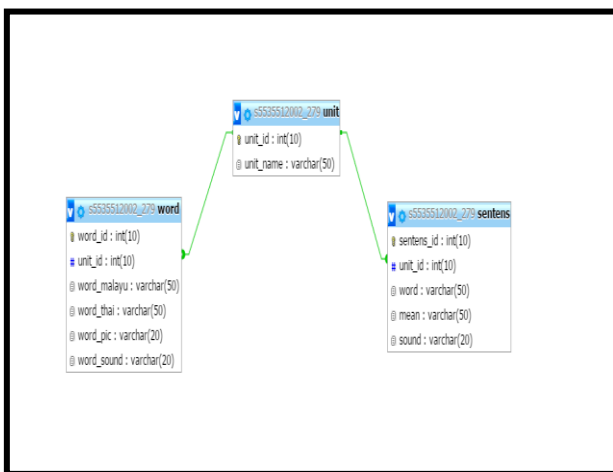 s5535512002_279 unit
unit_id : int(10)
unit_name : varchar(50)
s5535512002_279 word
word_id : int(10)
# unit_id : int(10)
word_malayu : varchar(50)
word_thai : varchar(50)
word_pic : varchar(20)
word_sound : varchar(20)
s5535512002_279 sentens
sentens_id : int(10)
# unit_id : int(10)
word : varchar(50)
mean : varchar(50)
sound : varchar(20)